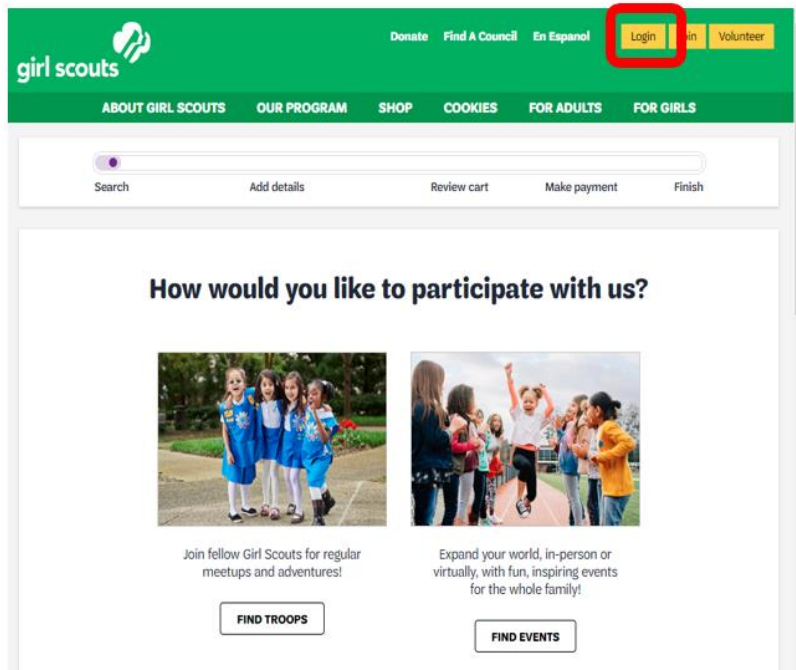 girl scouts
Donate Find A Council En Espanol Login Volunteer
ABOUT GIRL SCOUTS OUR PROGRAM SHOP COOKIES FOR ADULTS FOR GIRLS
Search Add details Review cart Make payment Finish
How would you like to participate with us?
Join fellow Girl Scouts for regular
meetups and adventures!
FIND TROOPS
Expand your world, in-person or
virtually, with fun, inspiring events
for the whole family!
FIND EVENTS